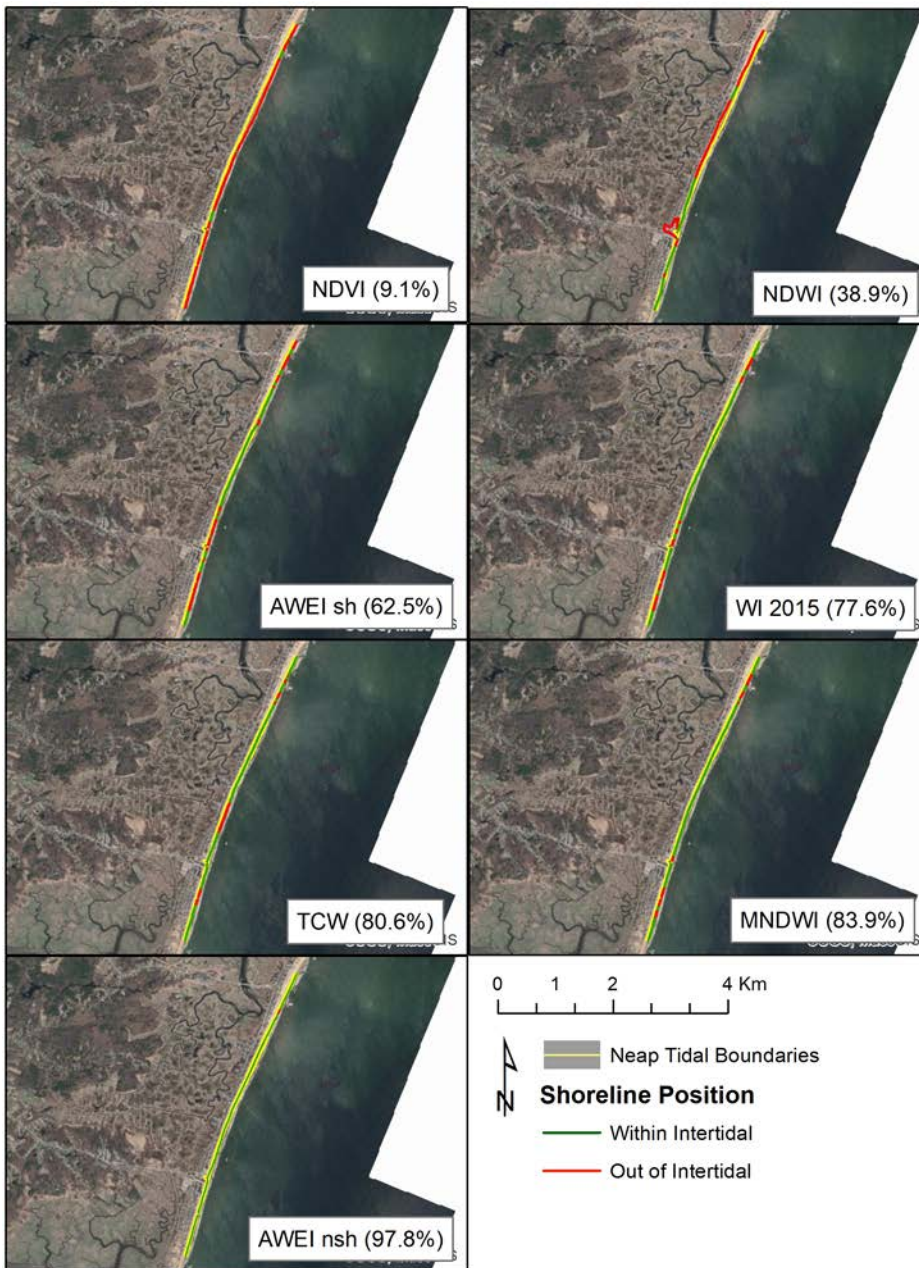 NDVI (9.1%)
NDWI (38.9%)
AWEI sh (62.5%)
WI 2015 (77.6%)
TCW (80.6%)
MNDWI (83.9%)
AWEI nsh (97.8%)
0 1 2 4 Km
Neap Tidal Boundaries
N
Shoreline Position
Within Intertidal
Out of Intertidal